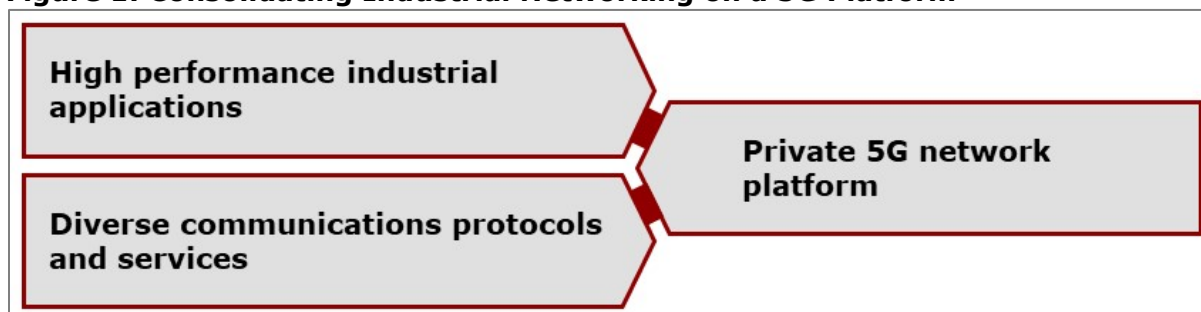 High performance industrial
applications
Private 5G network
platform
Diverse communications protocols
and services